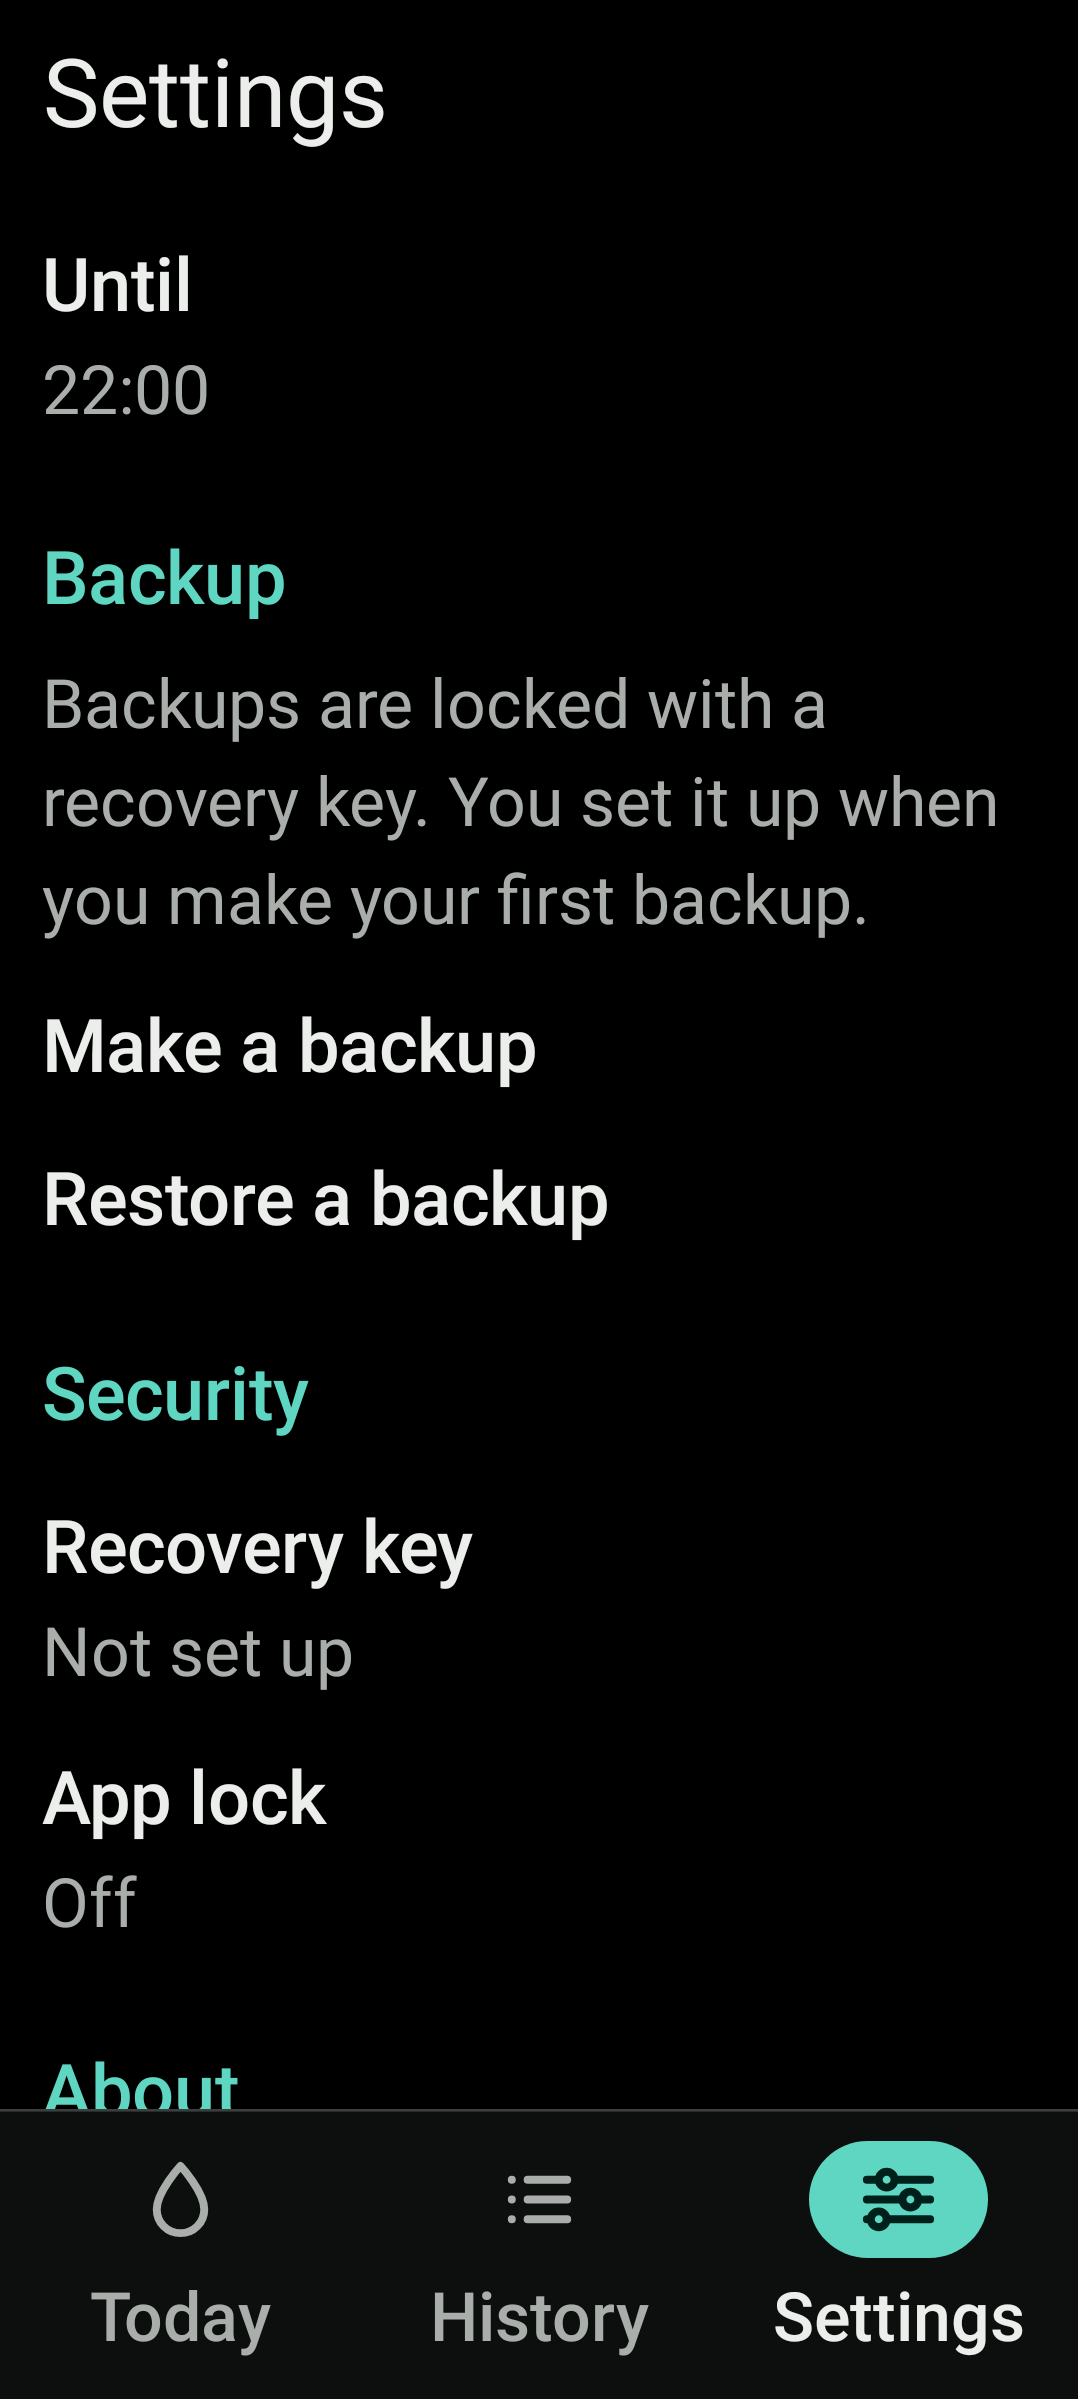 Settings
Until
22:00
Backup
Backups are locked with a
recovery key. You set it up when
you make your first backup.
Make a backup
Restore a backup
Security
Recovery key
Not set up
App lock
Off
About
Today
History
Settings